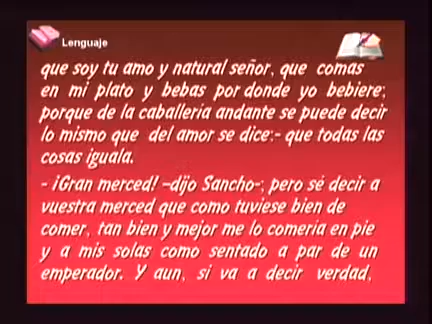 Lenguaje
que soy tu amo y natural señor, que comas
en mi plato y bebas por donde yo bebiere;
porque de la caballería andante se puede decir
lo mismo que del amor se dice:- que todas las
cosas iguala.
- ¡Gran merced! –dijo Sancho-; pero sé decir a
vuestra merced que como tuviese bien de
comer, tan bien y mejor me lo comería en pie
y a mis solas como sentado a par de un
emperador. Y aun, si va a decir verdad,